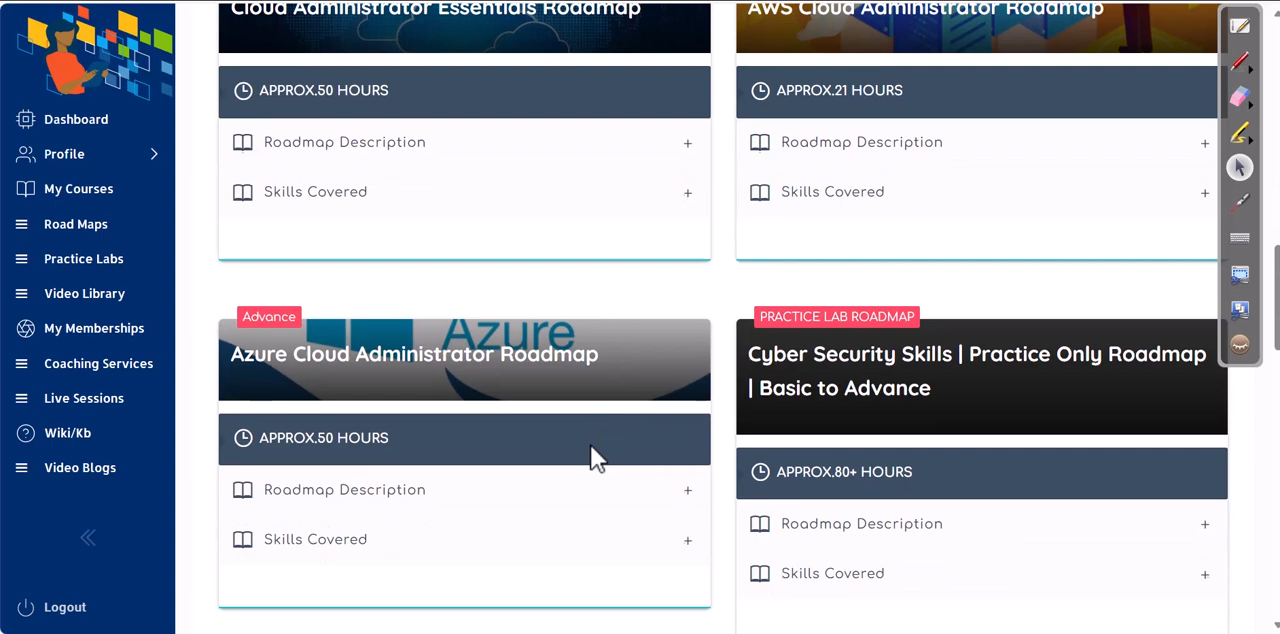 Dashboard
Profile
My Courses
Road Maps
Practice Labs
Video Library
My Memberships
Coaching Services
Live Sessions
Wiki/Kb
Video Blogs
Logout
Cloud Administrator Essentials Roadmap
APPROX.50 HOURS
Roadmap Description
Skills Covered
AWS Cloud Administrator Roadmap
APPROX.21 HOURS
Roadmap Description
Skills Covered
Advance
Azure
Azure Cloud Administrator Roadmap
APPROX.50 HOURS
Roadmap Description
Skills Covered
PRACTICE LAB ROADMAP
Cyber Security Skills | Practice Only Roadmap
| Basic to Advance
APPROX.80+ HOURS
Roadmap Description
Skills Covered